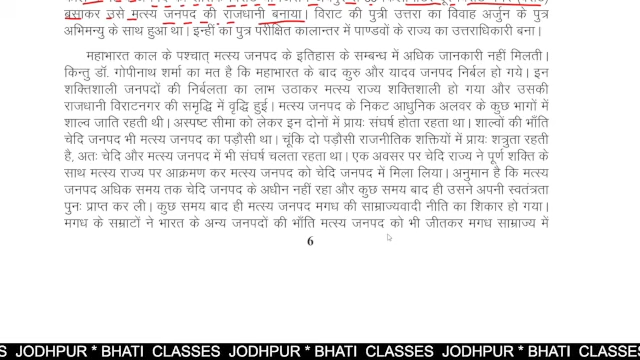 बसाकर उसे मत्स्य जनपद की राजधानी बनाया। विराट की पुत्री उत्तरा का विवाह अर्जुन के पुत्र
अभिमन्यु के साथ हुआ था। इन्हीं का पुत्र परीक्षित कालान्तर में पाण्डवों के राज्य का उत्तराधिकारी बना।
महाभारत काल के पश्चात् मत्स्य जनपद के इतिहास के सम्बन्ध में अधिक जानकारी नहीं मिलती।
किन्तु डॉ. गोपीनाथ शर्मा का मत है कि महाभारत के बाद कुरु और यादव जनपद निर्बल हो गये। इन
शक्तिशाली जनपदों की निर्बलता का लाभ उठाकर मत्स्य राज्य शक्तिशाली हो गया और उसकी
राजधानी विराटनगर की समृद्धि में वृद्धि हुई। मत्स्य जनपद के निकट आधुनिक अलवर के कुछ भागों में
शाल्व जाति रहती थी। अस्पष्ट सीमा को लेकर इन दोनों में प्रायः संघर्ष होता रहता था। शाल्वों की भाँति
चेदि जनपद भी मत्स्य जनपद का पड़ौसी था। चूंकि दो पड़ौसी राजनीतिक शक्तियों में प्रायः शत्रुता रहती
है, अतः चेदि और मत्स्य जनपद में भी संघर्ष चलता रहता था। एक अवसर पर चेदि राज्य ने पूर्ण शक्ति के
साथ मत्स्य राज्य पर आक्रमण कर मत्स्य जनपद को चेदि जनपद में मिला लिया। अनुमान है कि मत्स्य
जनपद अधिक समय तक चेदि जनपद के अधीन नहीं रहा और कुछ समय बाद ही उसने अपनी स्वतंत्रता
पुनः प्राप्त कर ली। कुछ समय बाद ही मत्स्य जनपद मगध की साम्राज्यवादी नीति का शिकार हो गया।
मगध के सम्राटों ने भारत के अन्य जनपदों की भाँति मत्स्य जनपद को भी जीतकर मगध साम्राज्य में
6
JODHPUR * BHATI CLASSES JODHPUR * BHATI CLASSES JODHPUR * BHATI CLASSES